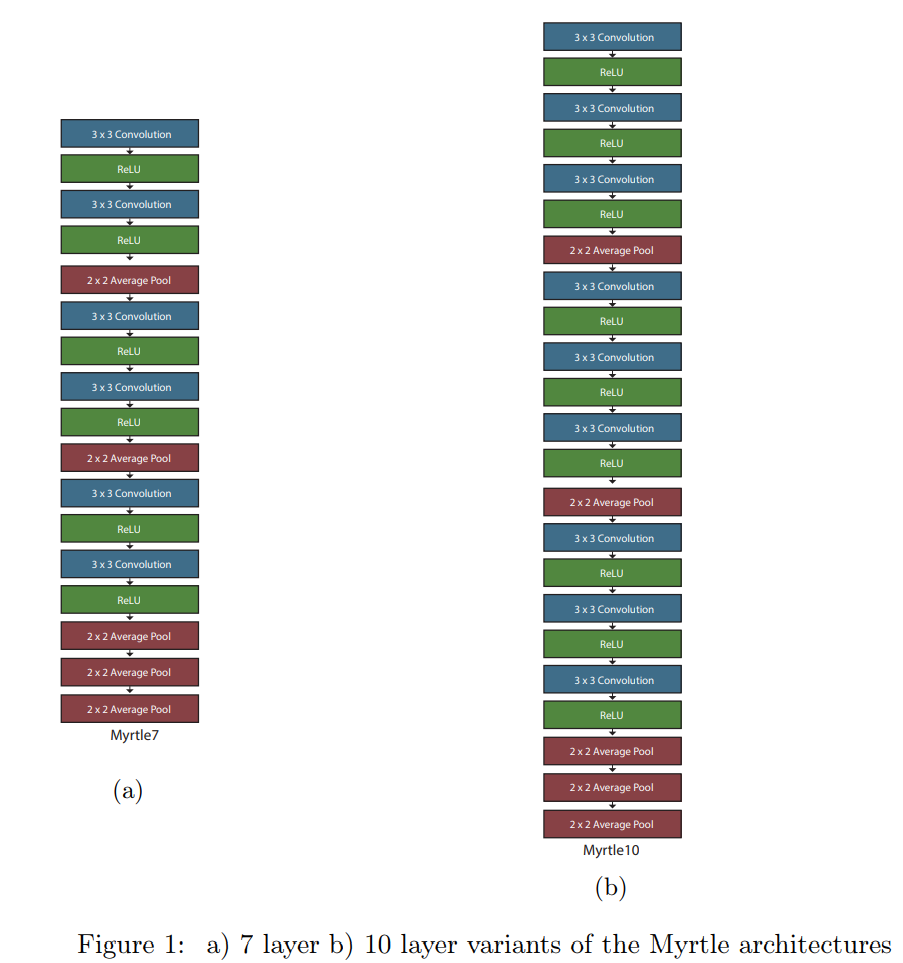 3 x 3 Convolution
ReLU
3 x 3 Convolution
ReLU
2 x 2 Average Pool
3 x 3 Convolution
ReLU
3 x 3 Convolution
ReLU
2 x 2 Average Pool
3 x 3 Convolution
ReLU
3 x 3 Convolution
ReLU
2 x 2 Average Pool
2 x 2 Average Pool
2 x 2 Average Pool
Myrtle7
(a)
3 x 3 Convolution
ReLU
3 x 3 Convolution
ReLU
3 x 3 Convolution
ReLU
2 x 2 Average Pool
3 x 3 Convolution
ReLU
3 x 3 Convolution
ReLU
3 x 3 Convolution
ReLU
2 x 2 Average Pool
3 x 3 Convolution
ReLU
3 x 3 Convolution
ReLU
3 x 3 Convolution
ReLU
2 x 2 Average Pool
2 x 2 Average Pool
2 x 2 Average Pool
Myrtle10
(b)
Figure 1: a) 7 layer b) 10 layer variants of the Myrtle architectures